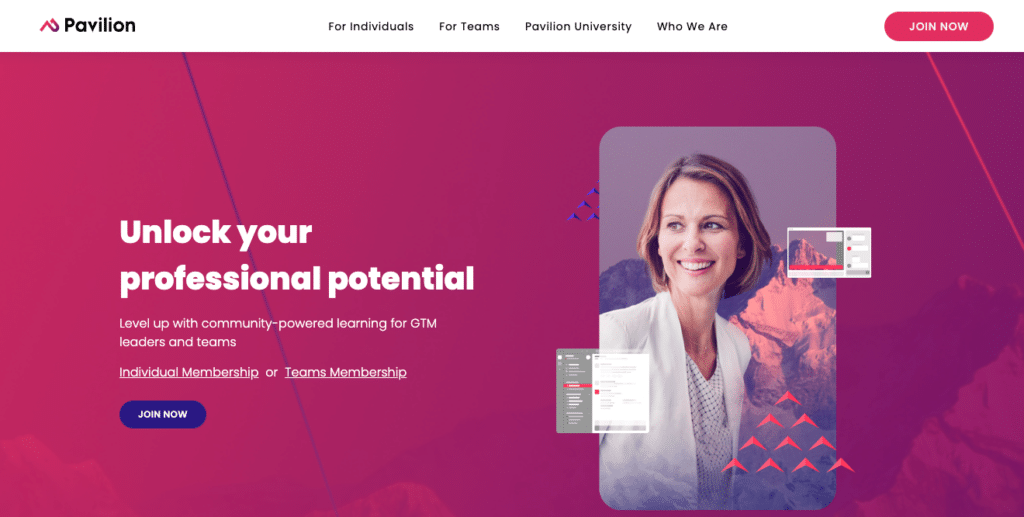 Pavilion
For Individuals
For Teams
Pavilion University
Who We Are
JOIN NOW
Unlock your
professional potential
Level up with community-powered learning for GTM
leaders and teams
Individual Membership or Teams Membership
JOIN NOW